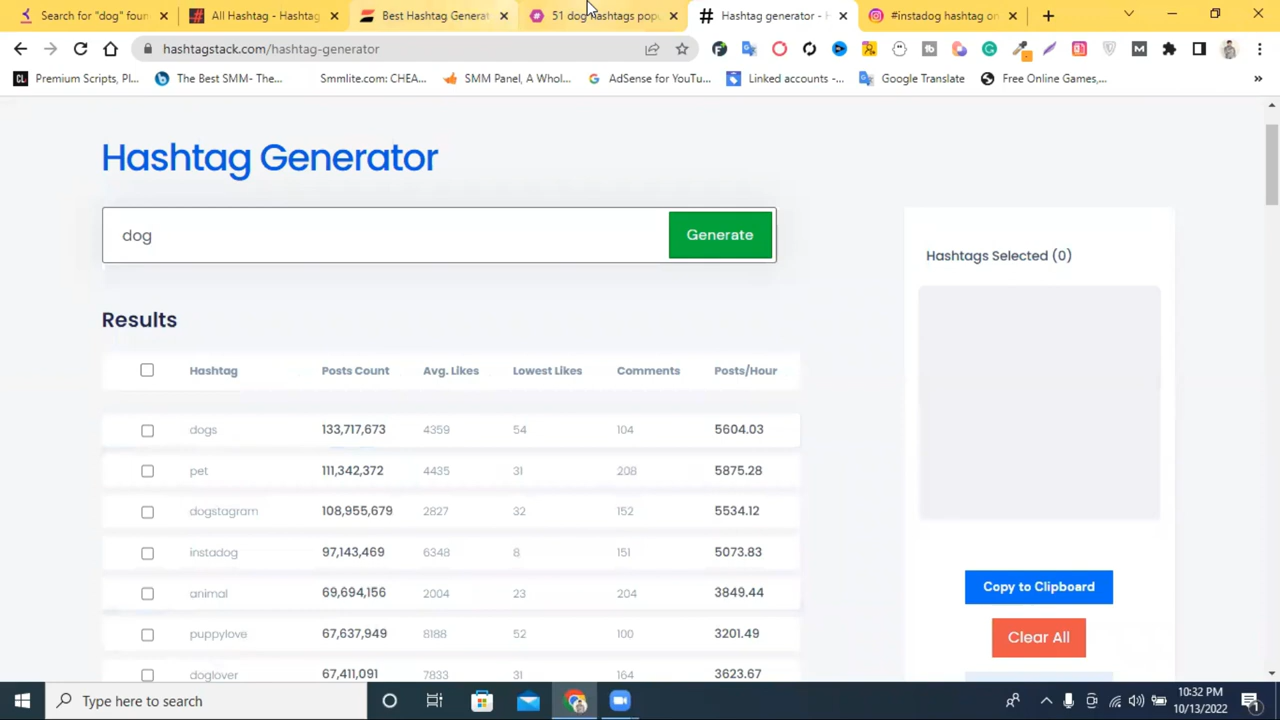 Search for "dog" foun
All Hashtag - Hashtag
Best Hashtag Generat
51 dog hashtags popu
Hashtag generator - H
#instadog hashtag on
hashtagstack.com/hashtag-generator
Premium Scripts, Pl...
The Best SMM- The...
Smmlite.com: CHEA...
SMM Panel, A Whol...
AdSense for YouTu...
Linked accounts -...
Google Translate
Free Online Games,...
Hashtag Generator
dog
Generate
Hashtags Selected (0)
Results
Hashtag Posts Count Avg. Likes Lowest Likes Comments Posts/Hour
dogs 133,717,673 4359 54 104 5604.03
pet 111,342,372 4435 31 208 5875.28
dogstagram 108,955,679 2827 32 152 5534.12
instadog 97,143,469 6348 8 151 5073.83
animal 69,694,156 2004 23 204 3849.44
puppylove 67,637,949 8188 52 100 3201.49
doglover 67,411,091 7833 31 164 3623.67
Copy to Clipboard
Clear All
Type here to search
10:32 PM
10/13/2022